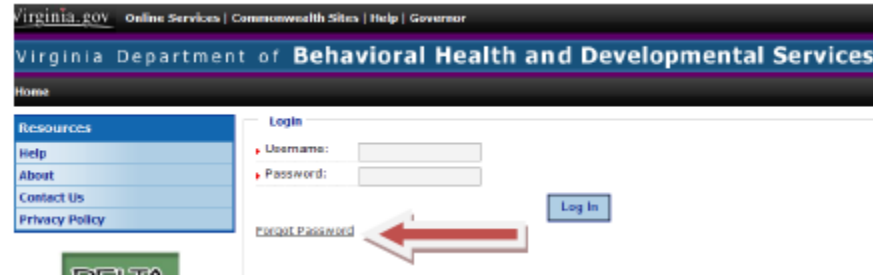 Virginia.gov Online Services | Commonwealth Sites | Help | Governor
Virginia Department of Behavioral Health and Developmental Services
Home
Resources
Help
About
Contact Us
Privacy Policy
Login
Username:
Password:
Log In
Forgot Password
DELTA